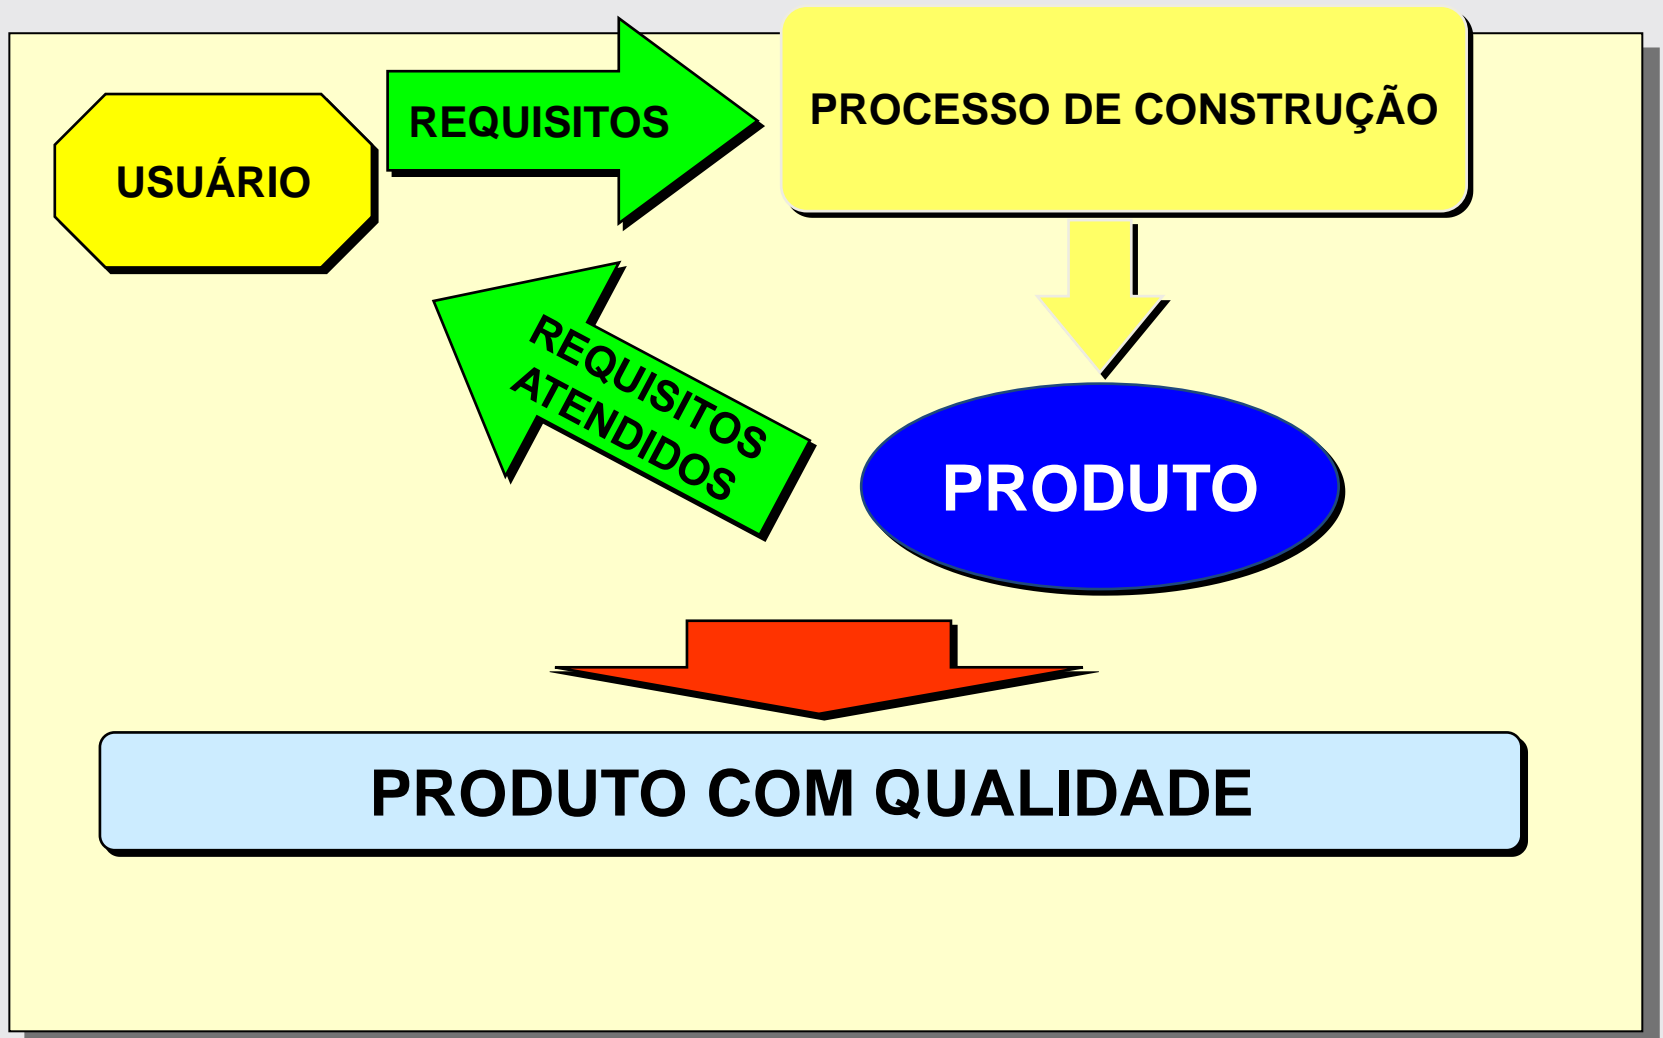 USUÁRIO
REQUISITOS
PROCESSO DE CONSTRUÇÃO
REQUISITOS
ATENDIDOS
PRODUTO
PRODUTO COM QUALIDADE